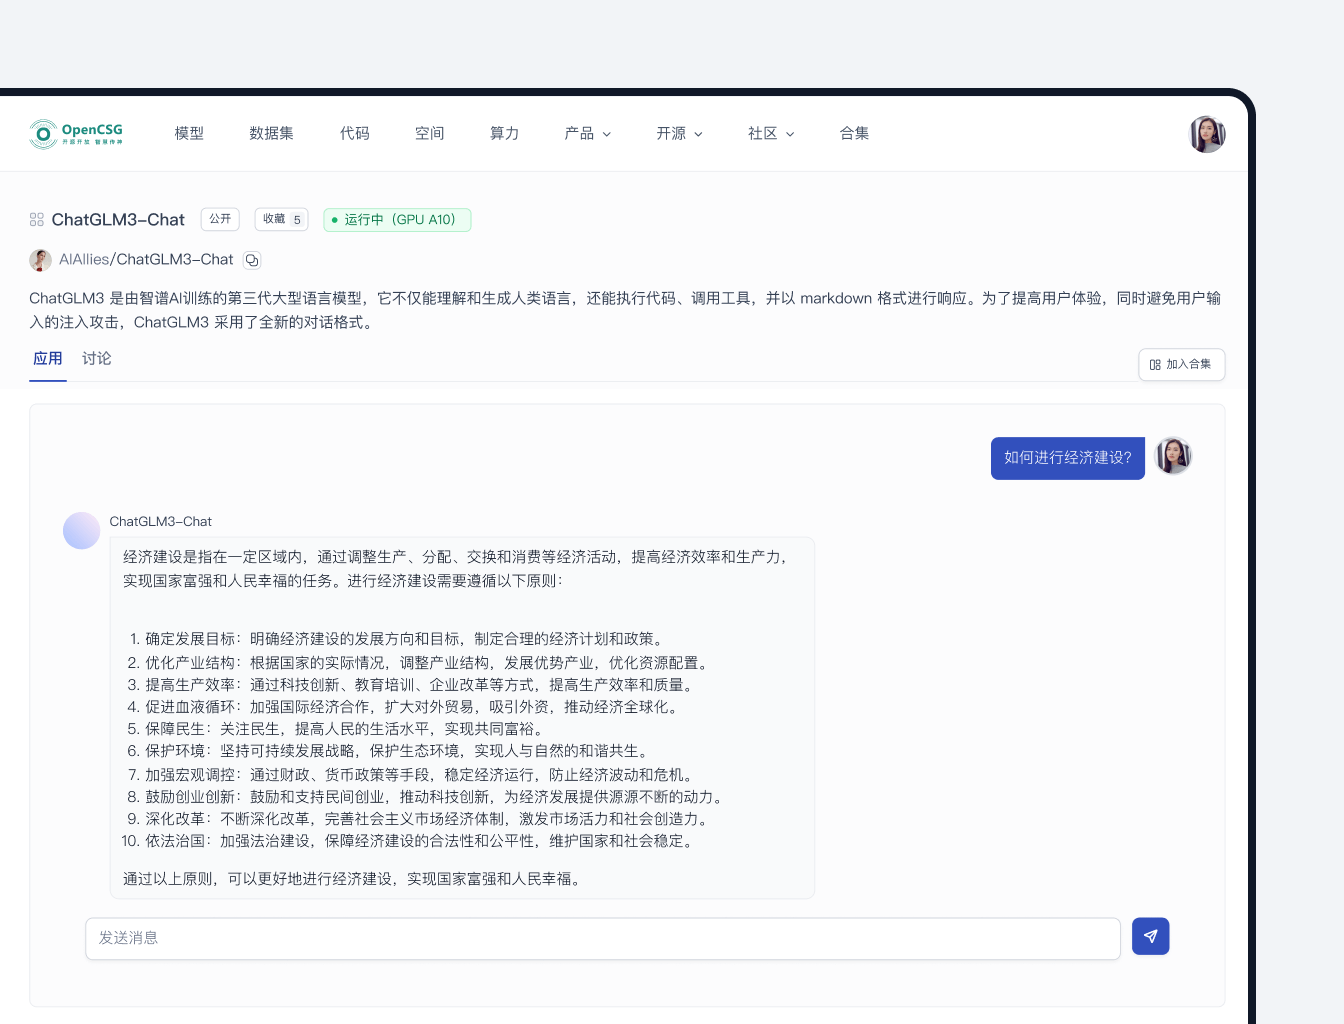 OpenCSG
开源开放 智慧传神
模型 数据集 代码 空间 算力 产品 开源 社区 合集
ChatGLM3-Chat 公开 收藏 5 运行中（GPU A10）
AIAllies/ChatGLM3-Chat
ChatGLM3 是由智谱AI训练的第三代大型语言模型，它不仅能理解和生成人类语言，还能执行代码、调用工具，并以 markdown 格式进行响应。为了提高用户体验，同时避免用户输
入的注入攻击，ChatGLM3 采用了全新的对话格式。
应用 讨论
加入合集
如何进行经济建设?
ChatGLM3-Chat
经济建设是指在一定区域内，通过调整生产、分配、交换和消费等经济活动，提高经济效率和生产力，
实现国家富强和人民幸福的任务。进行经济建设需要遵循以下原则：
1. 确定发展目标：明确经济建设的发展方向和目标，制定合理的经济计划和政策。
2. 优化产业结构：根据国家的实际情况，调整产业结构，发展优势产业，优化资源配置。
3. 提高生产效率：通过科技创新、教育培训、企业改革等方式，提高生产效率和质量。
4. 促进血液循环：加强国际经济合作，扩大对外贸易，吸引外资，推动经济全球化。
5. 保障民生：关注民生，提高人民的生活水平，实现共同富裕。
6. 保护环境：坚持可持续发展战略，保护生态环境，实现人与自然的和谐共生。
7. 加强宏观调控：通过财政、货币政策等手段，稳定经济运行，防止经济波动和危机。
8. 鼓励创业创新：鼓励和支持民间创业，推动科技创新，为经济发展提供源源不断的动力。
9. 深化改革：不断深化改革，完善社会主义市场经济体制，激发市场活力和社会创造力。
10. 依法治国：加强法治建设，保障经济建设的合法性和公平性，维护国家和社会稳定。
通过以上原则，可以更好地进行经济建设，实现国家富强和人民幸福。
发送消息